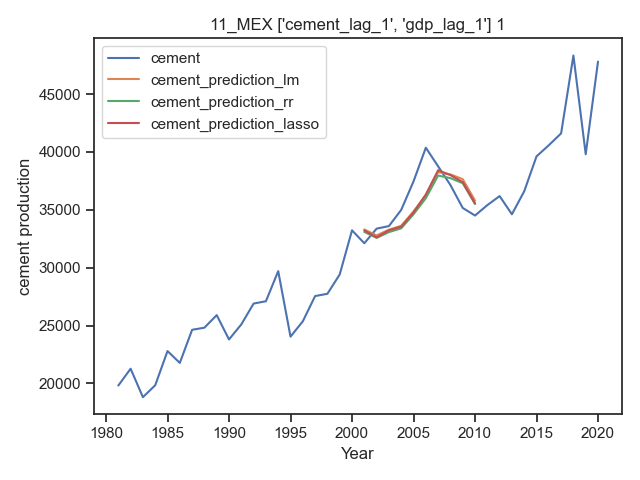 11_MEX ['cement_lag_1', 'gdp_lag_1'] 1
cement
cement_prediction_lm
cement_prediction_rr
cement_prediction_lasso
cement production
45000
40000
35000
30000
25000
20000
1980 1985 1990 1995 2000 2005 2010 2015 2020
Year